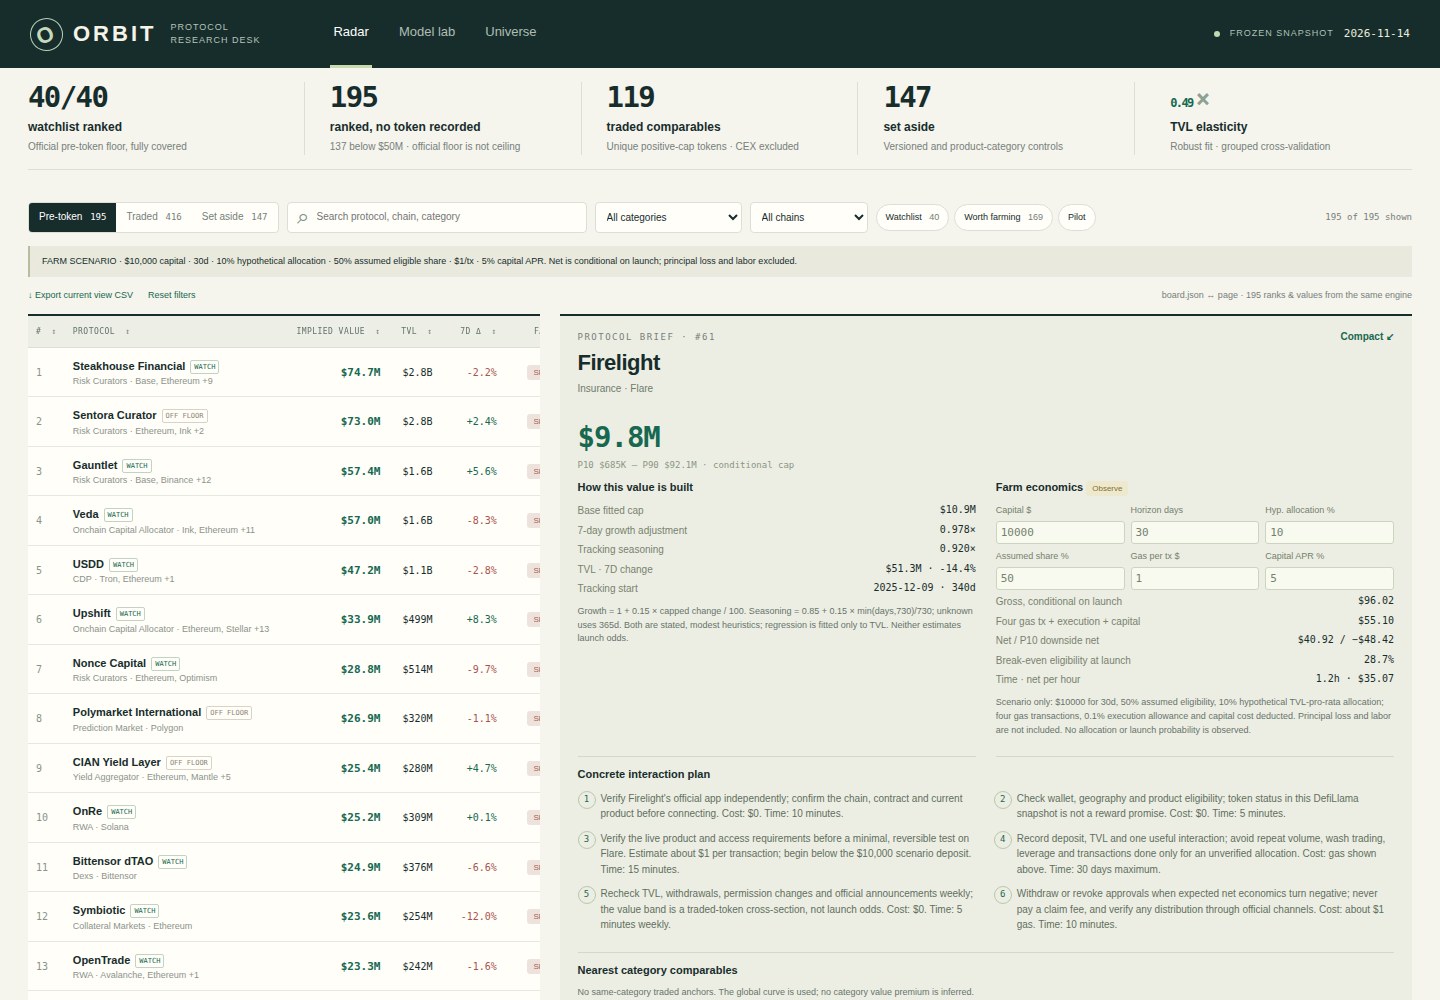 O ORBIT PROTOCOL RESEARCH DESK
Radar Model lab Universe
FROZEN SNAPSHOT 2026-11-14
40/40
watchlist ranked
Official pre-token floor, fully covered
195
ranked, no token recorded
137 below $50M · official floor is not ceiling
119
traded comparables
Unique positive-cap tokens · CEX excluded
147
set aside
Versioned and product-category controls
0.49×
TVL elasticity
Robust fit · grouped cross-validation
Pre-token 195 Traded 416 Set aside 147
Search protocol, chain, category
All categories
All chains
Watchlist 40 Worth farming 169 Pilot
195 of 195 shown
FARM SCENARIO · $10,000 capital · 30d · 10% hypothetical allocation · 50% assumed eligible share · $1/tx · 5% capital APR. Net is conditional on launch; principal loss and labor excluded.
↓ Export current view CSV Reset filters
board.json ↔ page · 195 ranks & values from the same engine
# ↕ PROTOCOL ↕ IMPLIED VALUE ↕ TVL ↕ 7D Δ ↕
1 Steakhouse Financial WATCH $74.7M $2.8B -2.2%
Risk Curators · Base, Ethereum +9
2 Sentora Curator OFF FLOOR $73.0M $2.8B +2.4%
Risk Curators · Ethereum, Ink +2
3 Gauntlet WATCH $57.4M $1.6B +5.6%
Risk Curators · Base, Binance +12
4 Veda WATCH $57.0M $1.6B -8.3%
Onchain Capital Allocator · Ink, Ethereum +11
5 USDD WATCH $47.2M $1.1B -2.8%
CDP · Tron, Ethereum +1
6 Upshift WATCH $33.9M $499M +8.3%
Onchain Capital Allocator · Ethereum, Stellar +13
7 Nonce Capital WATCH $28.8M $514M -9.7%
Risk Curators · Ethereum, Optimism
8 Polymarket International OFF FLOOR $26.9M $320M -1.1%
Prediction Market · Polygon
9 CIAN Yield Layer OFF FLOOR $25.4M $280M +4.7%
Yield Aggregator · Ethereum, Mantle +5
10 OnRe WATCH $25.2M $309M +0.1%
RWA · Solana
11 Bittensor dTAO WATCH $24.9M $376M -6.6%
Dexs · Bittensor
12 Symbiotic WATCH $23.6M $254M -12.0%
Collateral Markets · Ethereum
13 OpenTrade WATCH $23.3M $242M -1.6%
RWA · Avalanche, Ethereum +1
PROTOCOL BRIEF · #61
Compact ↙
Firelight
Insurance · Flare
$9.8M
P10 $685K — P90 $92.1M · conditional cap
How this value is built
Base fitted cap $10.9M
7-day growth adjustment 0.978×
Tracking seasoning 0.920×
TVL · 7D change $51.3M · -14.4%
Tracking start 2025-12-09 · 340d
Growth = 1 + 0.15 × capped change / 100. Seasoning = 0.85 + 0.15 × min(days,730)/730; unknown
uses 365d. Both are stated, modest heuristics; regression is fitted only to TVL. Neither estimates
launch odds.
Farm economics Observe
Capital $ Horizon days Hyp. allocation %
10000 30 10
Assumed share % Gas per tx $ Capital APR %
50 1 5
Gross, conditional on launch $96.02
Four gas tx + execution + capital $55.10
Net / P10 downside net $40.92 / −$48.42
Break-even eligibility at launch 28.7%
Time · net per hour 1.2h · $35.07
Scenario only: $10000 for 30d, 50% assumed eligibility, 10% hypothetical TVL-pro-rata allocation;
four gas transactions, 0.1% execution allowance and capital cost deducted. Principal loss and labor
are not included. No allocation or launch probability is observed.
Concrete interaction plan
1 Verify Firelight's official app independently; confirm the chain, contract and current
product before connecting. Cost: $0. Time: 10 minutes.
2 Check wallet, geography and product eligibility; token status in this DefiLlama
snapshot is not a reward promise. Cost: $0. Time: 5 minutes.
3 Verify the live product and access requirements before a minimal, reversible test on
Flare. Estimate about $1 per transaction; begin below the $10,000 scenario deposit.
Time: 15 minutes.
4 Record deposit, TVL and one useful interaction; avoid repeat volume, wash trading,
leverage and transactions done only for an unverified allocation. Cost: gas shown
above. Time: 30 days maximum.
5 Recheck TVL, withdrawals, permission changes and official announcements weekly;
the value band is a traded-token cross-section, not launch odds. Cost: $0. Time: 5
minutes weekly.
6 Withdraw or revoke approvals when expected net economics turn negative; never
pay a claim fee, and verify any distribution through official channels. Cost: about $1
gas. Time: 10 minutes.
Nearest category comparables
No same-category traded anchors. The global curve is used; no category value premium is inferred.